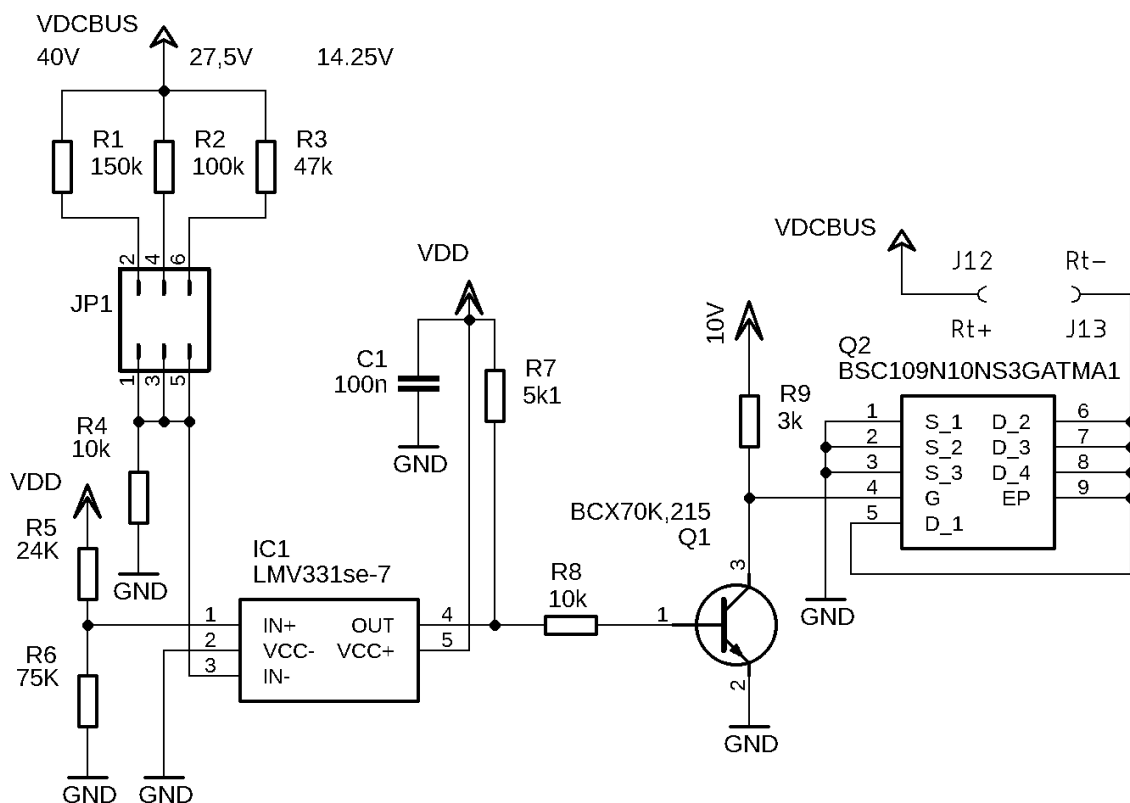 VDCBUS
40V 27,5V 14.25V
R1
150k
R2
100k
R3
47k
2 4 6
JP1
1 3 5
R4
10k
GND
VDD
R5
24K
R6
75K
GND
GND
IC1
LMV331se-7
1 IN+ OUT 4
2 VCC- VCC+ 5
3 IN-
VDD
C1
100n
GND
R7
5k1
R8
10k
BCX70K,215
Q1
1
3
2
GND
10V
R9
3k
VDCBUS
J12
Rt+
Rt-
J13
Q2
BSC109N10NS3GATMA1
1 S_1 D_2 6
2 S_2 D_3 7
3 S_3 D_4 8
4 G EP 9
5 D_1
GND